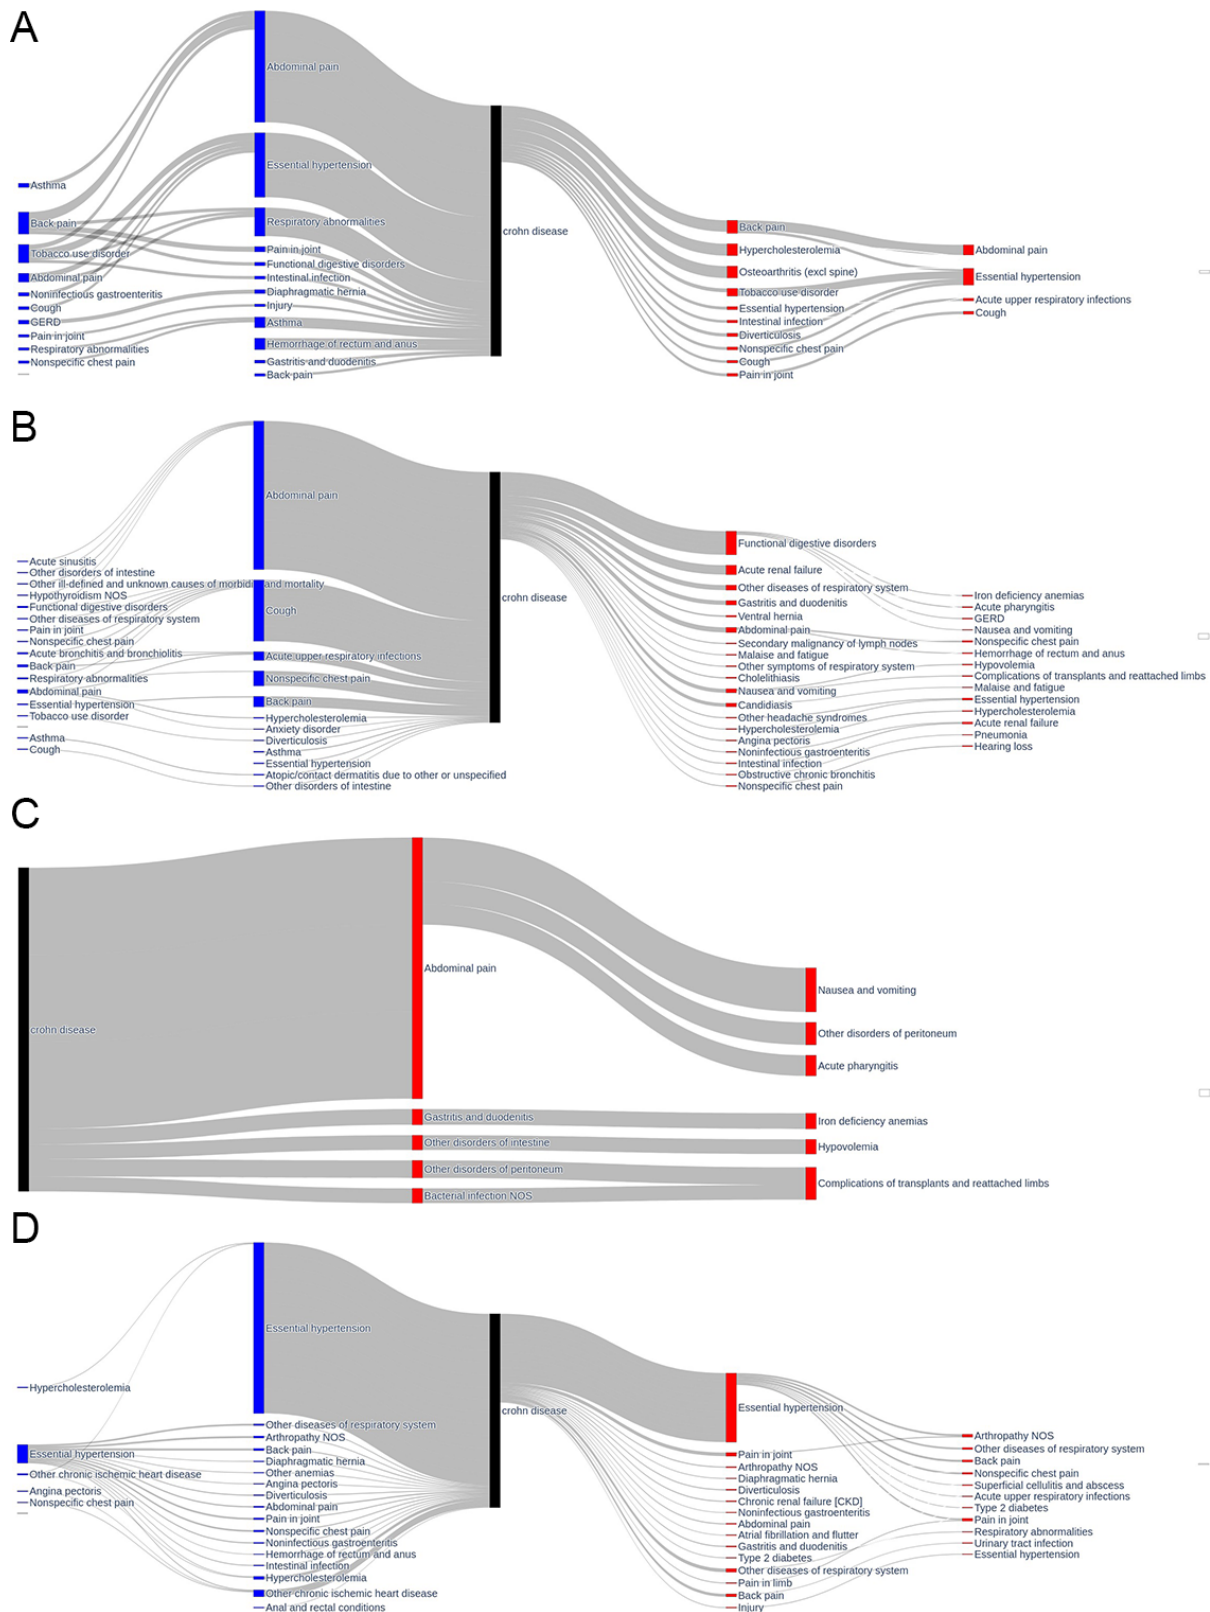 A
Abdominal pain
Essential hypertension
Asthma
Back pain
Tobacco use disorder
Abdominal pain
Noninfectious gastroenteritis
Cough
GERD
Pain in joint
Respiratory abnormalities
Nonspecific chest pain
Respiratory abnormalities
Pain in joint
Functional digestive disorders
Intestinal infection
Diaphragmatic hernia
Injury
Asthma
Hemorrhage of rectum and anus
Gastritis and duodenitis
Back pain
crohn disease
Back pain
Hypercholesterolemia
Osteoarthritis (excl spine)
Tobacco use disorder
Essential hypertension
Intestinal infection
Diverticulosis
Nonspecific chest pain
Cough
Pain in joint
Abdominal pain
Essential hypertension
Acute upper respiratory infections
Cough
B
Acute sinusitis
Other disorders of intestine
Other ill-defined and unknown causes of morbidity and mortality
Hypothyroidism NOS
Functional digestive disorders
Other diseases of respiratory system
Pain in joint
Nonspecific chest pain
Acute bronchitis and bronchiolitis
Back pain
Respiratory abnormalities
Abdominal pain
Essential hypertension
Tobacco use disorder
Asthma
Cough
Abdominal pain
Cough
Acute upper respiratory infections
Nonspecific chest pain
Back pain
Hypercholesterolemia
Anxiety disorder
Diverticulosis
Asthma
Essential hypertension
Atopic/contact dermatitis due to other or unspecified
Other disorders of intestine
crohn disease
Functional digestive disorders
Acute renal failure
Other diseases of respiratory system
Gastritis and duodenitis
Ventral hernia
Abdominal pain
Secondary malignancy of lymph nodes
Malaise and fatigue
Other symptoms of respiratory system
Cholelithiasis
Nausea and vomiting
Candidiasis
Other headache syndromes
Hypercholesterolemia
Angina pectoris
Noninfectious gastroenteritis
Intestinal infection
Obstructive chronic bronchitis
Nonspecific chest pain
Iron deficiency anemias
Acute pharyngitis
GERD
Nausea and vomiting
Nonspecific chest pain
Hemorrhage of rectum and anus
Hypovolemia
Complications of transplants and reattached limbs
Malaise and fatigue
Essential hypertension
Hypercholesterolemia
Acute renal failure
Pneumonia
Hearing loss
C
crohn disease
Abdominal pain
Gastritis and duodenitis
Other disorders of intestine
Other disorders of peritoneum
Bacterial infection NOS
Nausea and vomiting
Other disorders of peritoneum
Acute pharyngitis
Iron deficiency anemias
Hypovolemia
Complications of transplants and reattached limbs
D
Hypercholesterolemia
Essential hypertension
Other chronic ischemic heart disease
Angina pectoris
Nonspecific chest pain
Essential hypertension
Other diseases of respiratory system
Arthropathy NOS
Back pain
Diaphragmatic hernia
Other anemias
Angina pectoris
Diverticulosis
Abdominal pain
Pain in joint
Nonspecific chest pain
Noninfectious gastroenteritis
Hemorrhage of rectum and anus
Intestinal infection
Hypercholesterolemia
Other chronic ischemic heart disease
Anal and rectal conditions
crohn disease
Essential hypertension
Pain in joint
Arthropathy NOS
Diaphragmatic hernia
Diverticulosis
Chronic renal failure [CKD]
Noninfectious gastroenteritis
Abdominal pain
Atrial fibrillation and flutter
Gastritis and duodenitis
Type 2 diabetes
Other diseases of respiratory system
Pain in limb
Back pain
Injury
Arthropathy NOS
Other diseases of respiratory system
Back pain
Nonspecific chest pain
Superficial cellulitis and abscess
Acute upper respiratory infections
Type 2 diabetes
Pain in joint
Respiratory abnormalities
Urinary tract infection
Essential hypertension